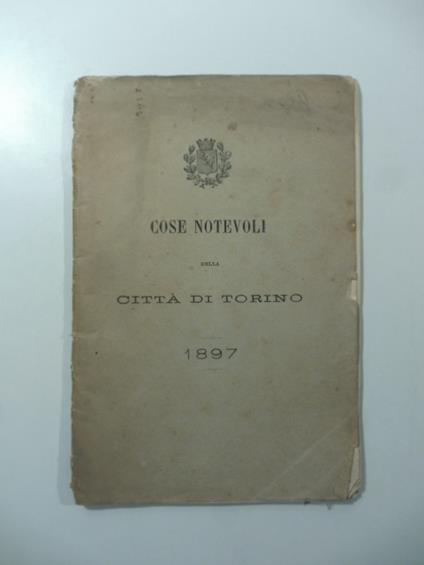 COSE NOTEVOLI
DELLA
CITTÀ DI TORINO
1897